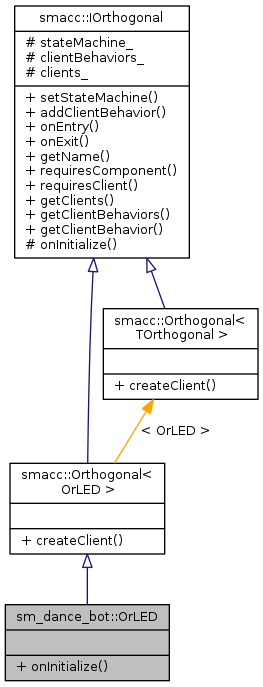 smacc::IOrthogonal
# stateMachine_
# clientBehaviors_
# clients_
+ setStateMachine()
+ addClientBehavior()
+ onEntry()
+ onExit()
+ getName()
+ requiresComponent()
+ requiresClient()
+ getClients()
+ getClientBehaviors()
+ getClientBehavior()
# onInitialize()
smacc::Orthogonal<
TOrthogonal >
+ createClient()
< OrLED >
smacc::Orthogonal<
OrLED >
+ createClient()
sm_dance_bot::OrLED
+ onInitialize()